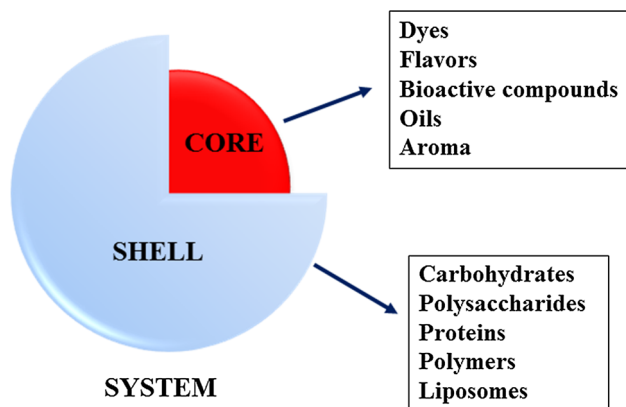 CORE
SHELL
SYSTEM
Dyes
Flavors
Bioactive compounds
Oils
Aroma
Carbohydrates
Polysaccharides
Proteins
Polymers
Liposomes